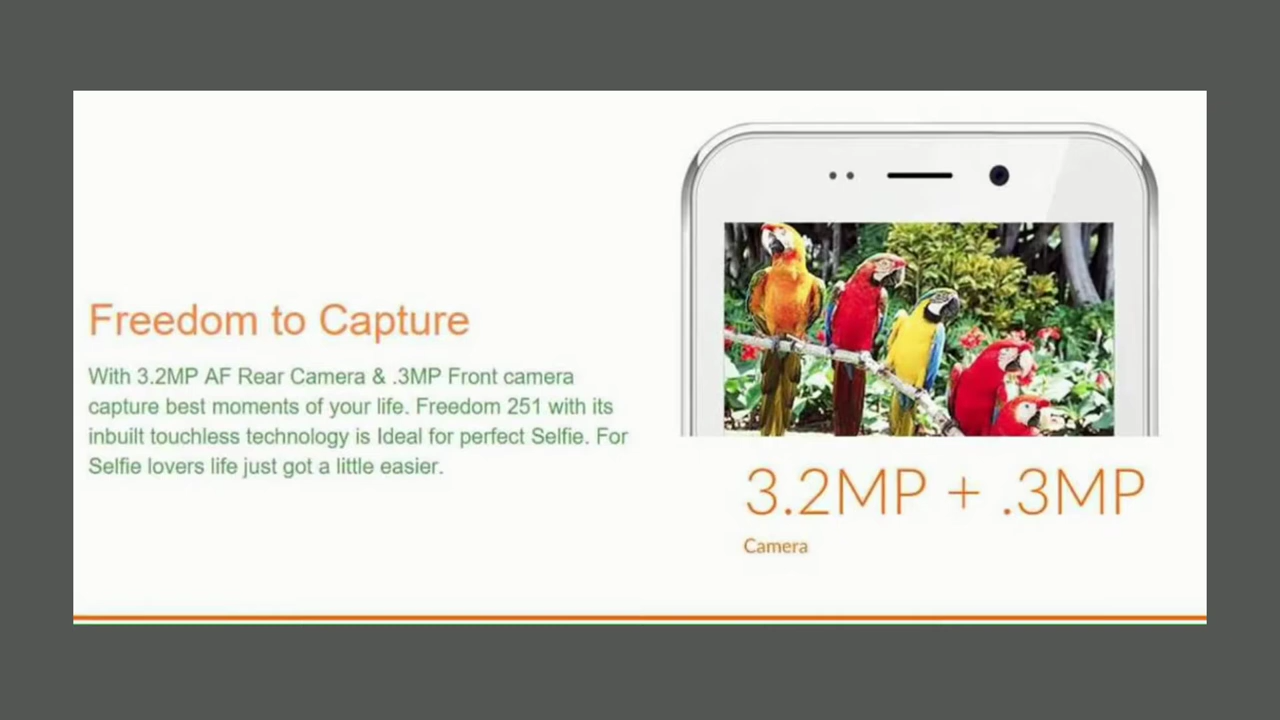 Freedom to Capture
With 3.2MP AF Rear Camera & .3MP Front camera
capture best moments of your life. Freedom 251 with its
inbuilt touchless technology is Ideal for perfect Selfie. For
Selfie lovers life just got a little easier.
3.2MP + .3MP
Camera